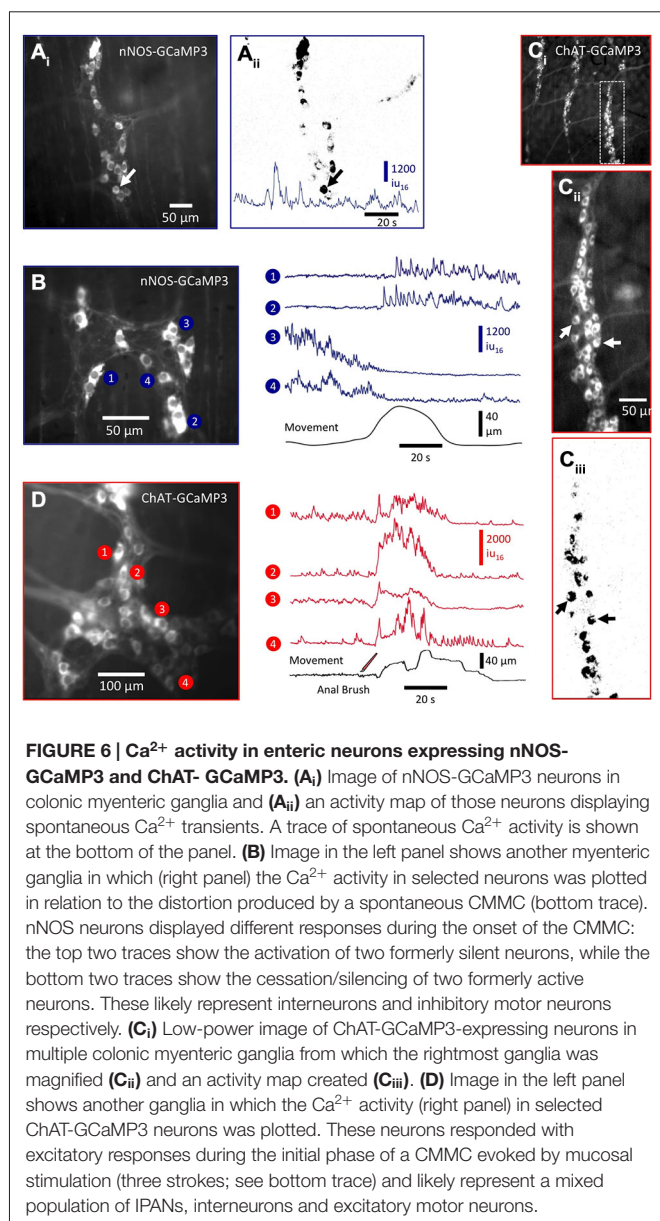 Ai nNOS-GCaMP3
50 µm
Aii
1200
iu16
20 s
Ci ChAT-GCaMP3
Cii
50 µm
Ciii
B nNOS-GCaMP3
1
2
3
4
50 µm
1
2
3
4
1200
iu16
Movement
40
µm
20 s
D ChAT-GCaMP3
1
2
3
4
100 µm
1
2
3
4
2000
iu16
Movement
40 µm
Anal Brush
20 s
FIGURE 6 | Ca2+ activity in enteric neurons expressing nNOS-
GCaMP3 and ChAT- GCaMP3. (Ai) Image of nNOS-GCaMP3 neurons in
colonic myenteric ganglia and (Aii) an activity map of those neurons displaying
spontaneous Ca2+ transients. A trace of spontaneous Ca2+ activity is shown
at the bottom of the panel. (B) Image in the left panel shows another myenteric
ganglia in which (right panel) the Ca2+ activity in selected neurons was plotted
in relation to the distortion produced by a spontaneous CMMC (bottom trace).
nNOS neurons displayed different responses during the onset of the CMMC:
the top two traces show the activation of two formerly silent neurons, while the
bottom two traces show the cessation/silencing of two formerly active
neurons. These likely represent interneurons and inhibitory motor neurons
respectively. (Ci) Low-power image of ChAT-GCaMP3-expressing neurons in
multiple colonic myenteric ganglia from which the rightmost ganglia was
magnified (Cii) and an activity map created (Ciii). (D) Image in the left panel
shows another ganglia in which the Ca2+ activity (right panel) in selected
ChAT-GCaMP3 neurons was plotted. These neurons responded with
excitatory responses during the initial phase of a CMMC evoked by mucosal
stimulation (three strokes; see bottom trace) and likely represent a mixed
population of IPANs, interneurons and excitatory motor neurons.